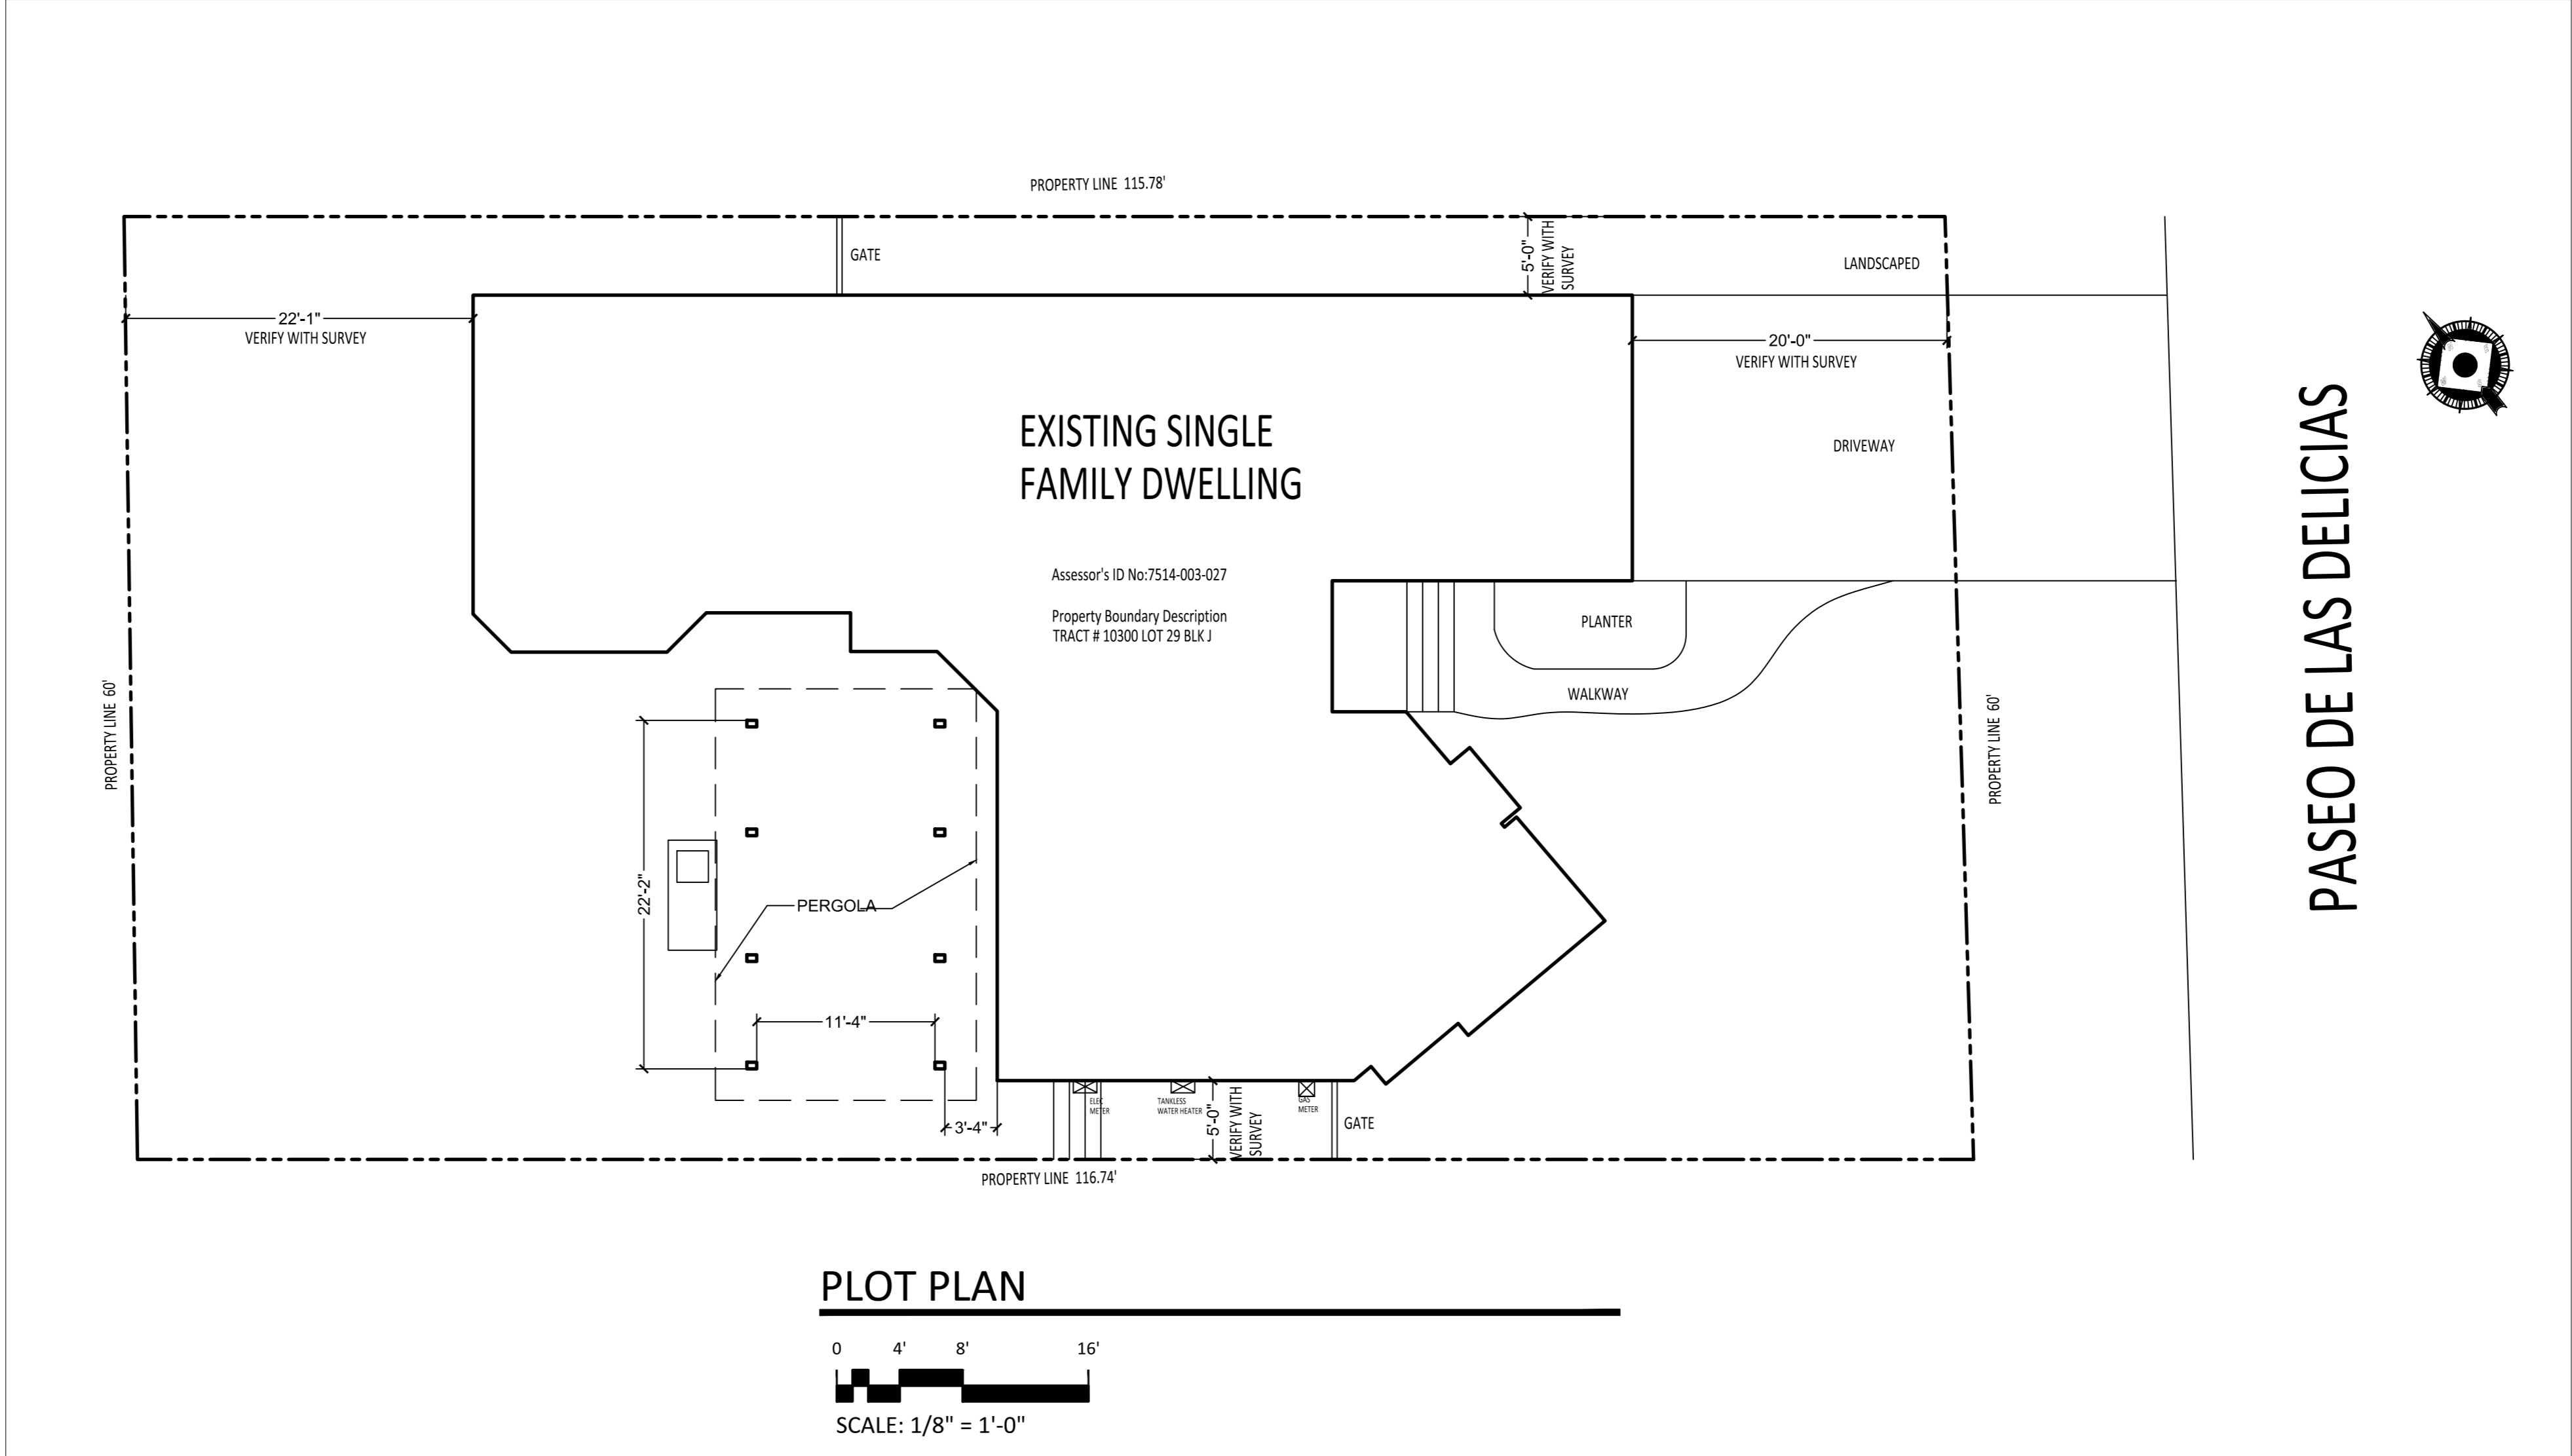 PROPERTY LINE  115.78'
GATE
5'-0"
VERIFY WITH
SURVEY
LANDSCAPED
22'-1"
VERIFY WITH SURVEY
20'-0"
VERIFY WITH SURVEY
EXISTING SINGLE
FAMILY DWELLING
DRIVEWAY
PASEO DE LAS DELICIAS
Assessor's ID No:7514-003-027
Property Boundary Description
TRACT # 10300 LOT 29 BLK J
PLANTER
WALKWAY
PROPERTY LINE  60'
PROPERTY LINE  60'
22'-2"
PERGOLA
11'-4"
3'-4"
ELEC
METER
TANKLESS
WATER HEATER
5'-0"
VERIFY WITH
SURVEY
GAS
METER
GATE
PROPERTY LINE  116.74'
PLOT PLAN
0 4' 8' 16'
SCALE: 1/8" = 1'-0"